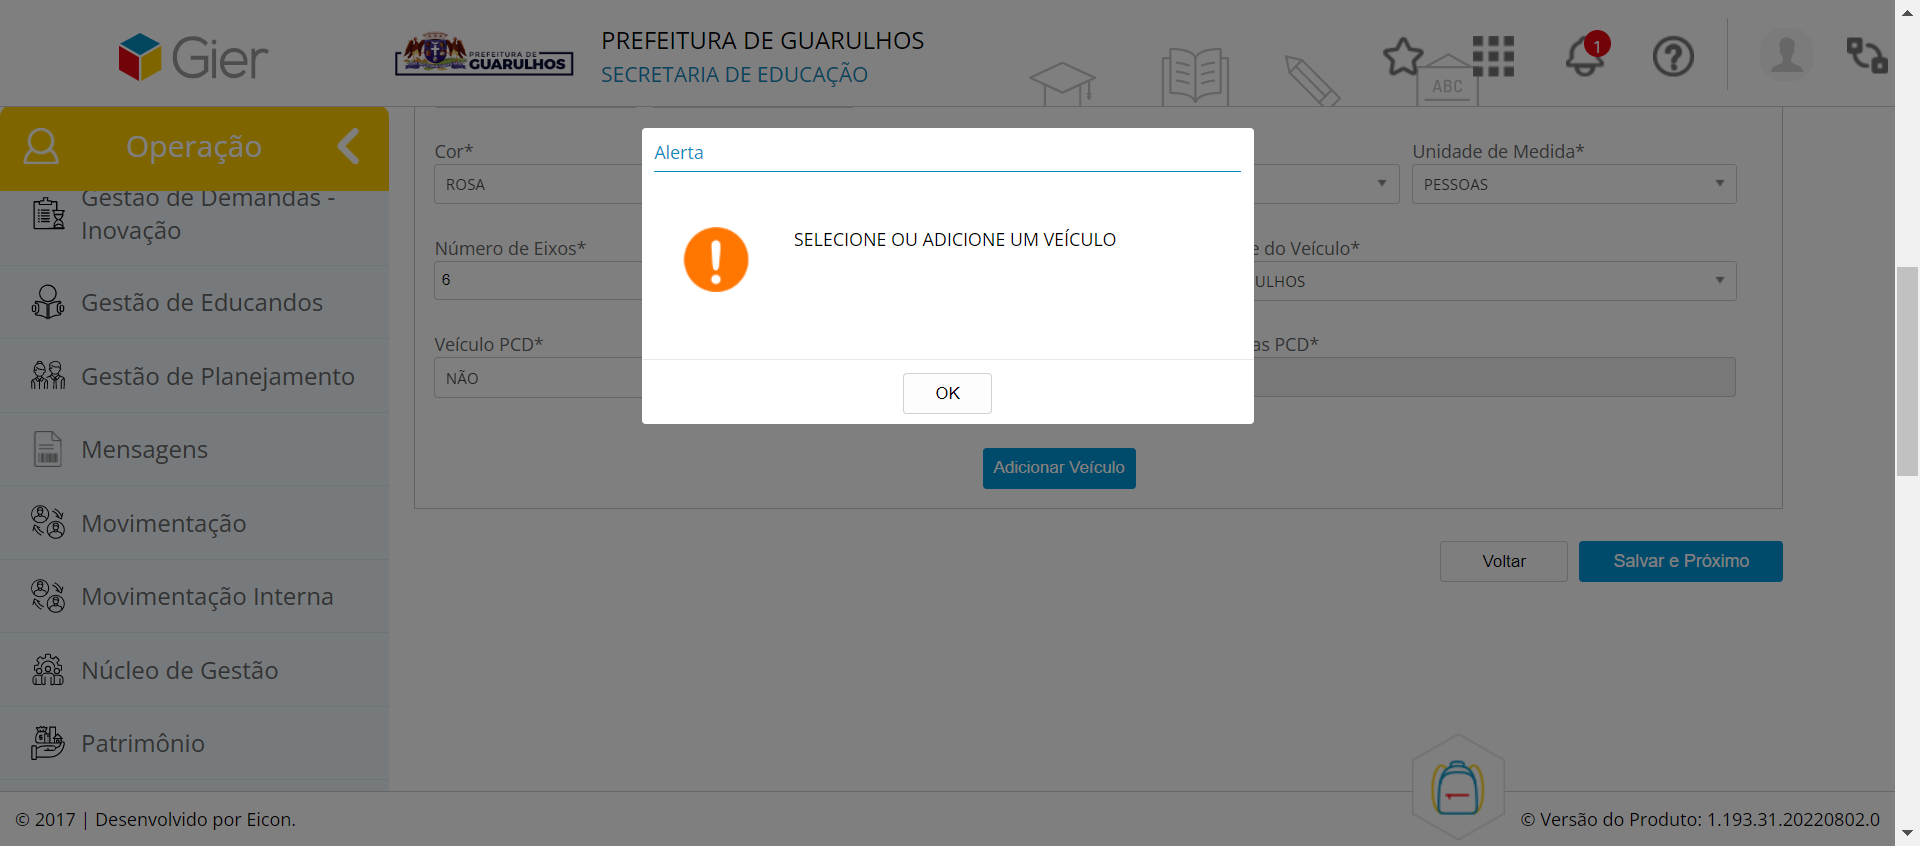 Gier
PREFEITURA DE
GUARULHOS
PREFEITURA DE GUARULHOS
SECRETARIA DE EDUCAÇÃO
ABC
1
Operação
Gestão de Demandas -
Inovação
Gestão de Educandos
Gestão de Planejamento
Mensagens
Movimentação
Movimentação Interna
Núcleo de Gestão
Patrimônio
Cor*
ROSA
Unidade de Medida*
PESSOAS
Número de Eixos*
6
do Veículo*
ULHOS
Veículo PCD*
NÃO
as PCD*
Alerta
SELECIONE OU ADICIONE UM VEÍCULO
OK
Adicionar Veículo
Voltar
Salvar e Próximo
© 2017 | Desenvolvido por Eicon.
© Versão do Produto: 1.193.31.20220802.0